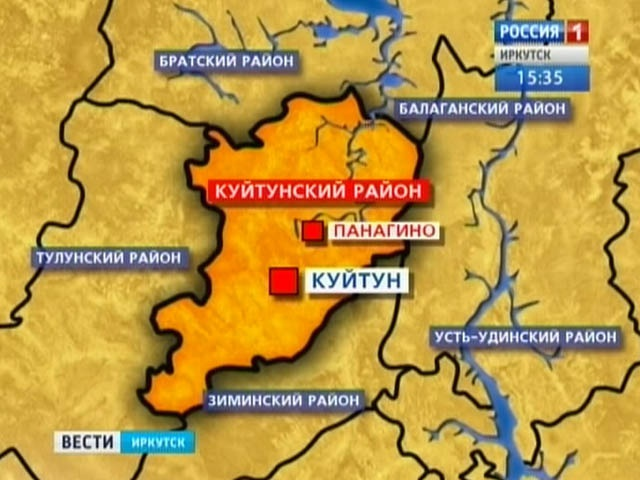 РОССИЯ 1
ИРКУТСК
15:35
БРАТСКИЙ РАЙОН
БАЛАГАНСКИЙ РАЙОН
КУЙТУНСКИЙ РАЙОН
ПАНАГИНО
ТУЛУНСКИЙ РАЙОН
КУЙТУН
УСТЬ-УДИНСКИЙ РАЙОН
ЗИМИНСКИЙ РАЙОН
ВЕСТИ ИРКУТСК